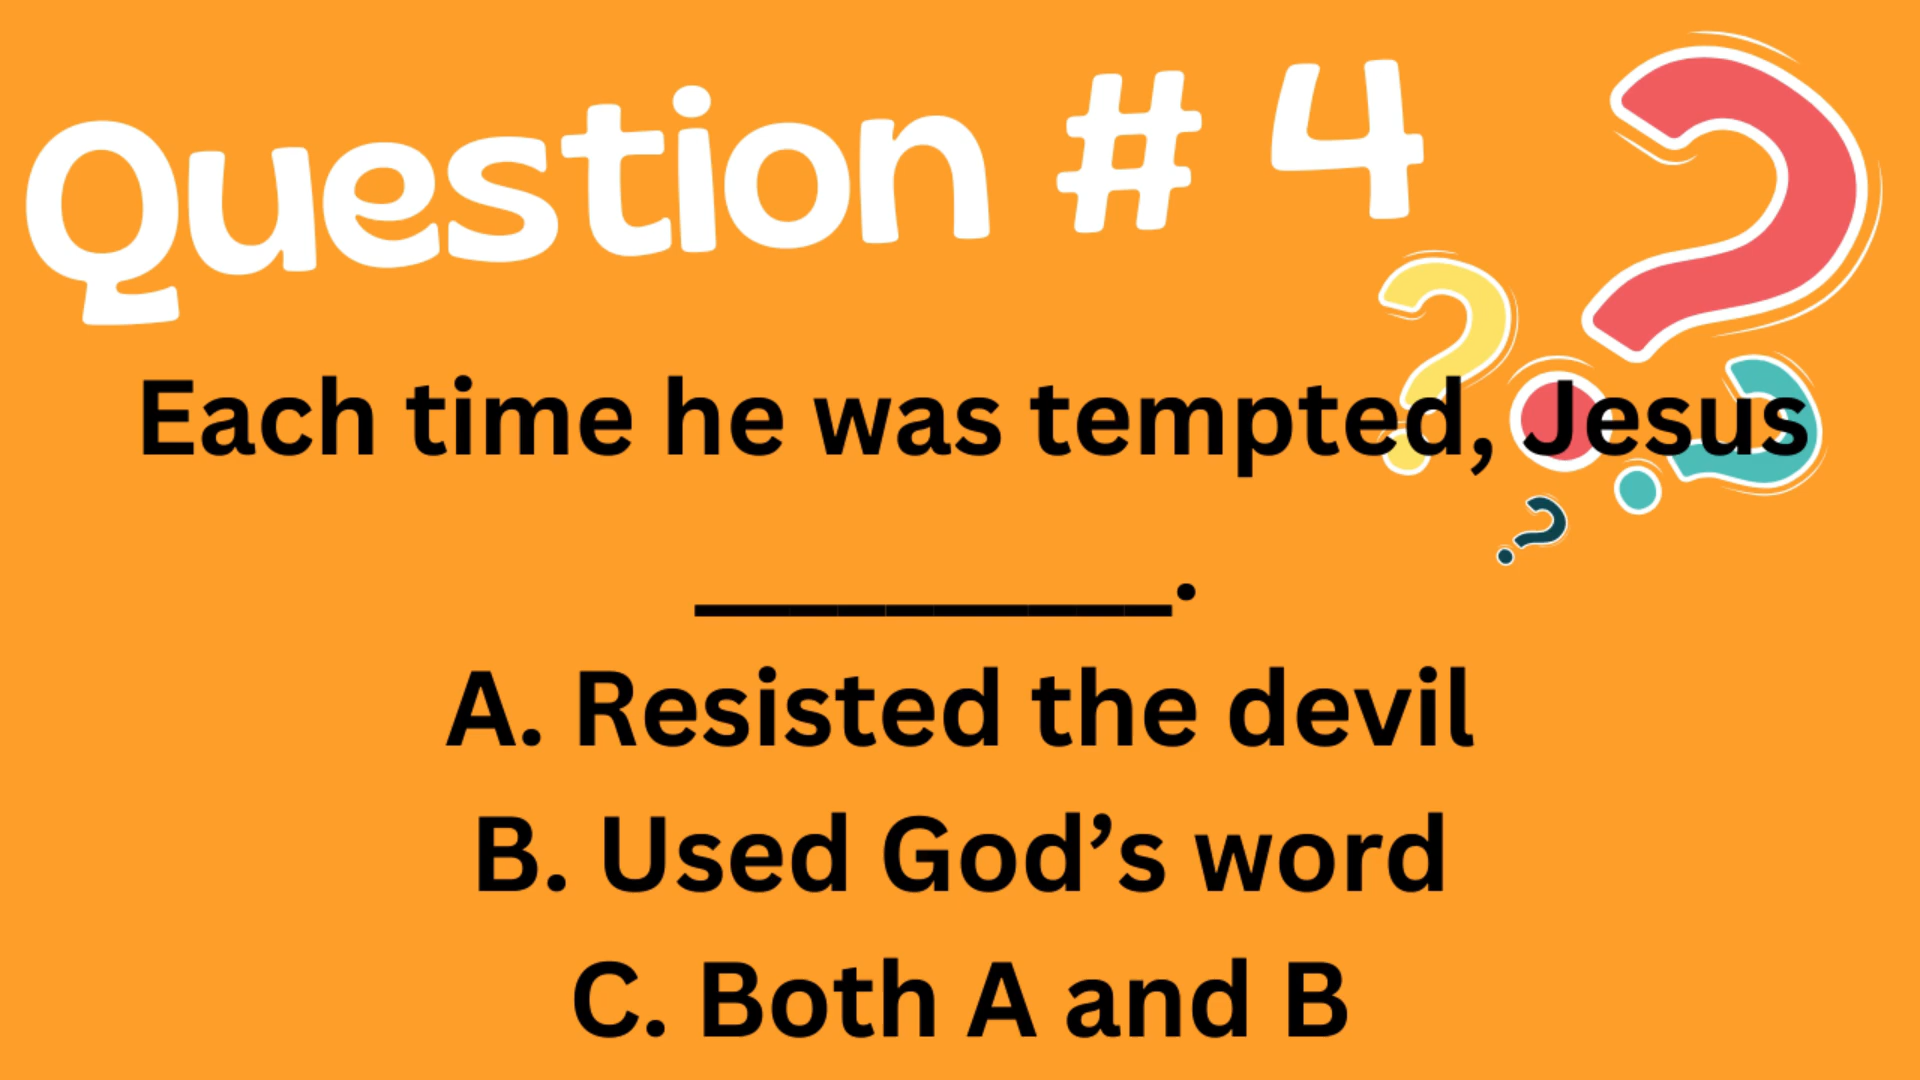 Question # 4
Each time he was tempted, Jesus
__________.
A. Resisted the devil
B. Used God’s word
C. Both A and B